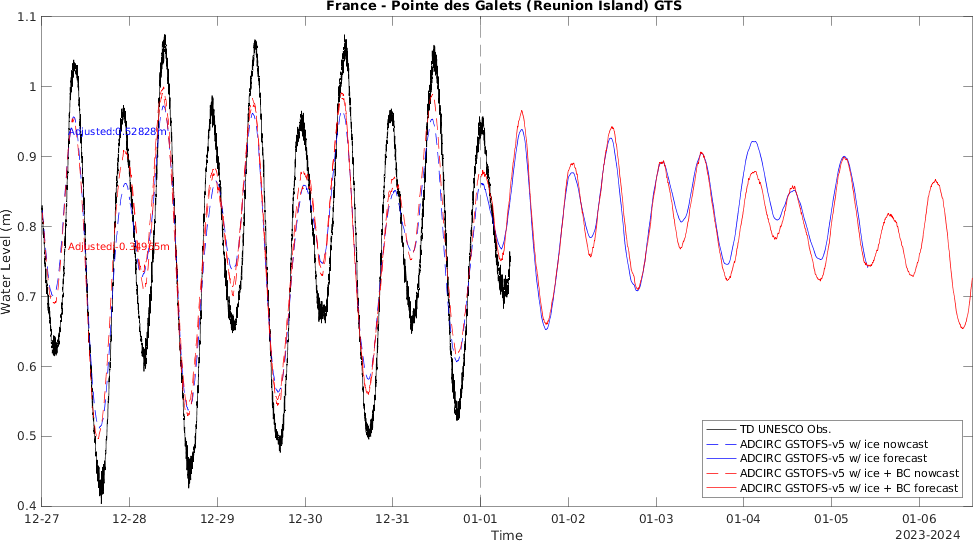 France - Pointe des Galets (Reunion Island) GTS
1.1
1
0.9
0.8
0.7
0.6
0.5
0.4
Water Level (m)
Adjusted:0.62828m
12-27
12-28
12-29
12-30
12-31
01-01
01-02
01-03
01-04
01-05
01-06
Time
2023-2024
TD UNESCO Obs.
ADCIRC GSTOFS-v5 w/ ice nowcast
ADCIRC GSTOFS-v5 w/ ice forecast
ADCIRC GSTOFS-v5 w/ ice + BC nowcast
ADCIRC GSTOFS-v5 w/ ice + BC forecast